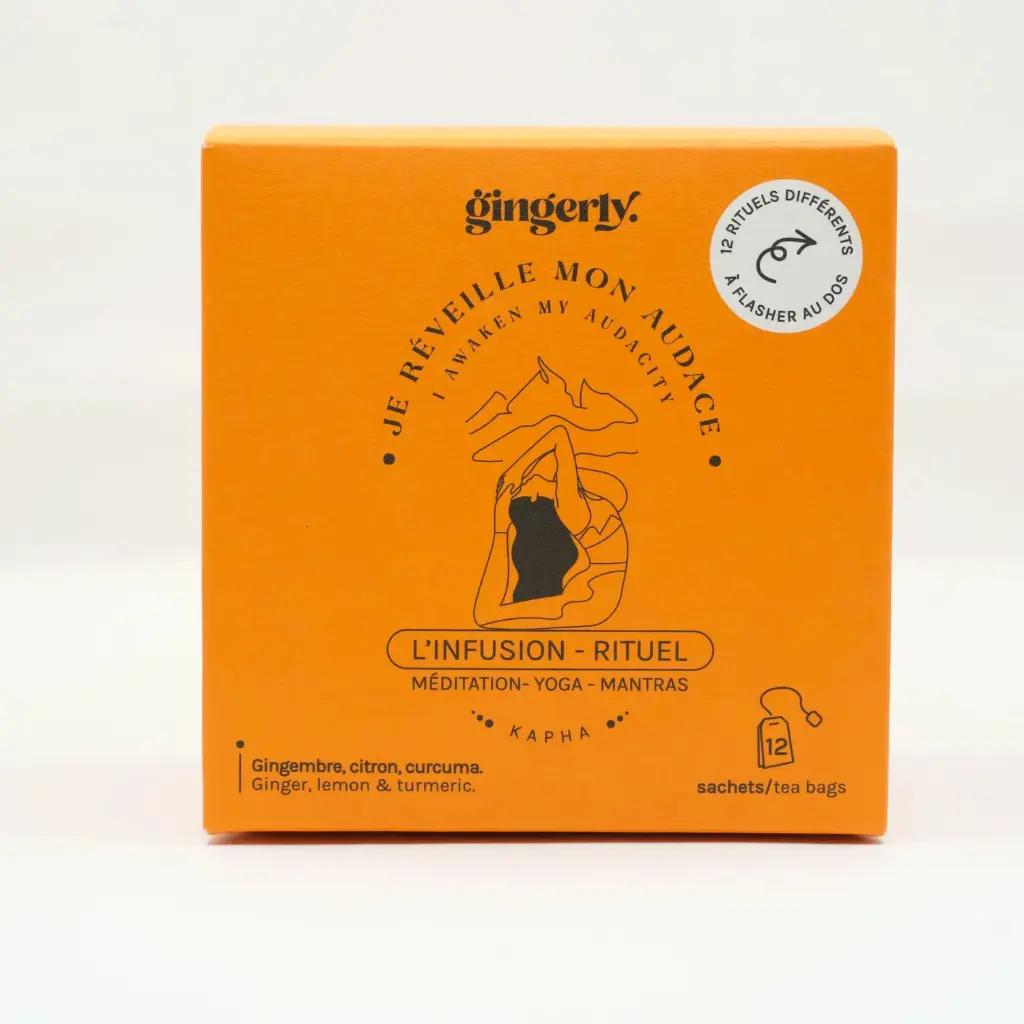 gingerly.
12 RITUELS DIFFÉRENTS
À FLASHER AU DOS
• JE RÉVEILLE MON AUDACE •
I AWAKEN MY AUDACITY
L'INFUSION - RITUEL
MÉDITATION- YOGA - MANTRAS
KAPHA
12
Gingembre, citron, curcuma.
Ginger, lemon & turmeric.
sachets/tea bags